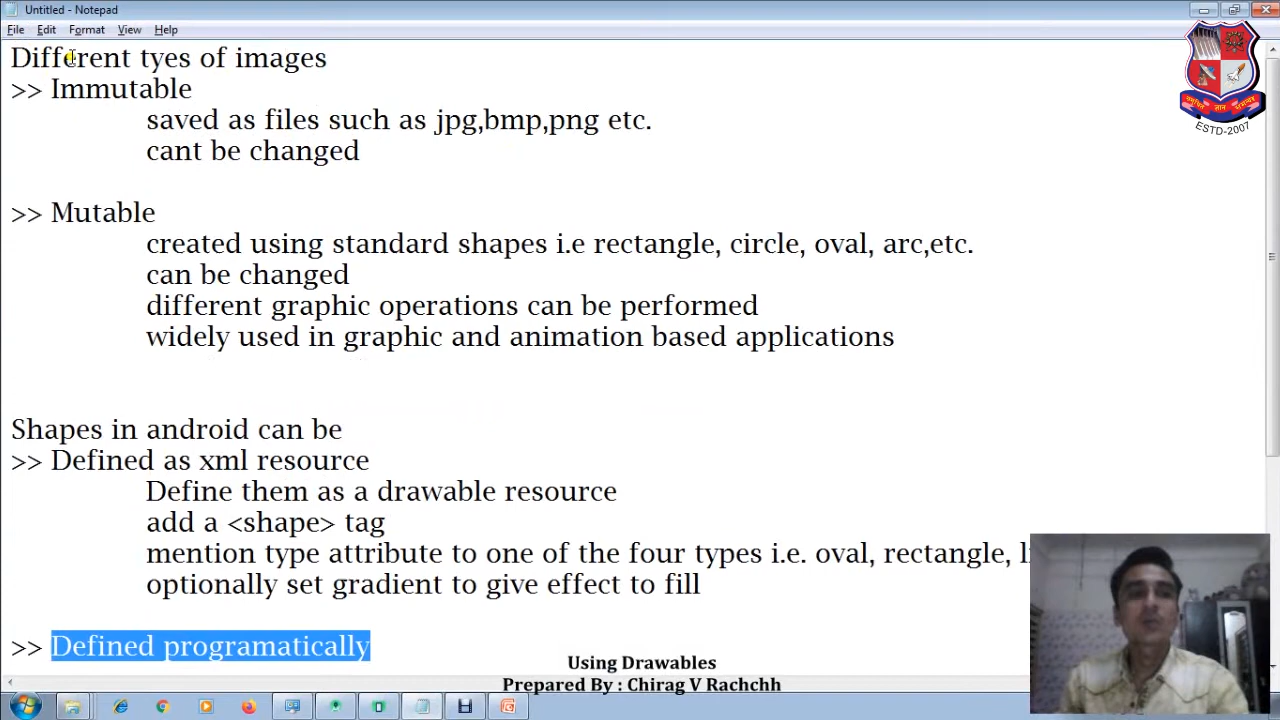 Untitled - Notepad
File Edit Format View Help
Different tyes of images
>> Immutable
saved as files such as jpg,bmp,png etc.
cant be changed
>> Mutable
created using standard shapes i.e rectangle, circle, oval, arc,etc.
can be changed
different graphic operations can be performed
widely used in graphic and animation based applications
Shapes in android can be
>> Defined as xml resource
Define them as a drawable resource
add a <shape> tag
mention type attribute to one of the four types i.e. oval, rectangle,
optionally set gradient to give effect to fill
>> Defined programatically
Using Drawables
Prepared By : Chirag V Rachchh
ESTD-2007